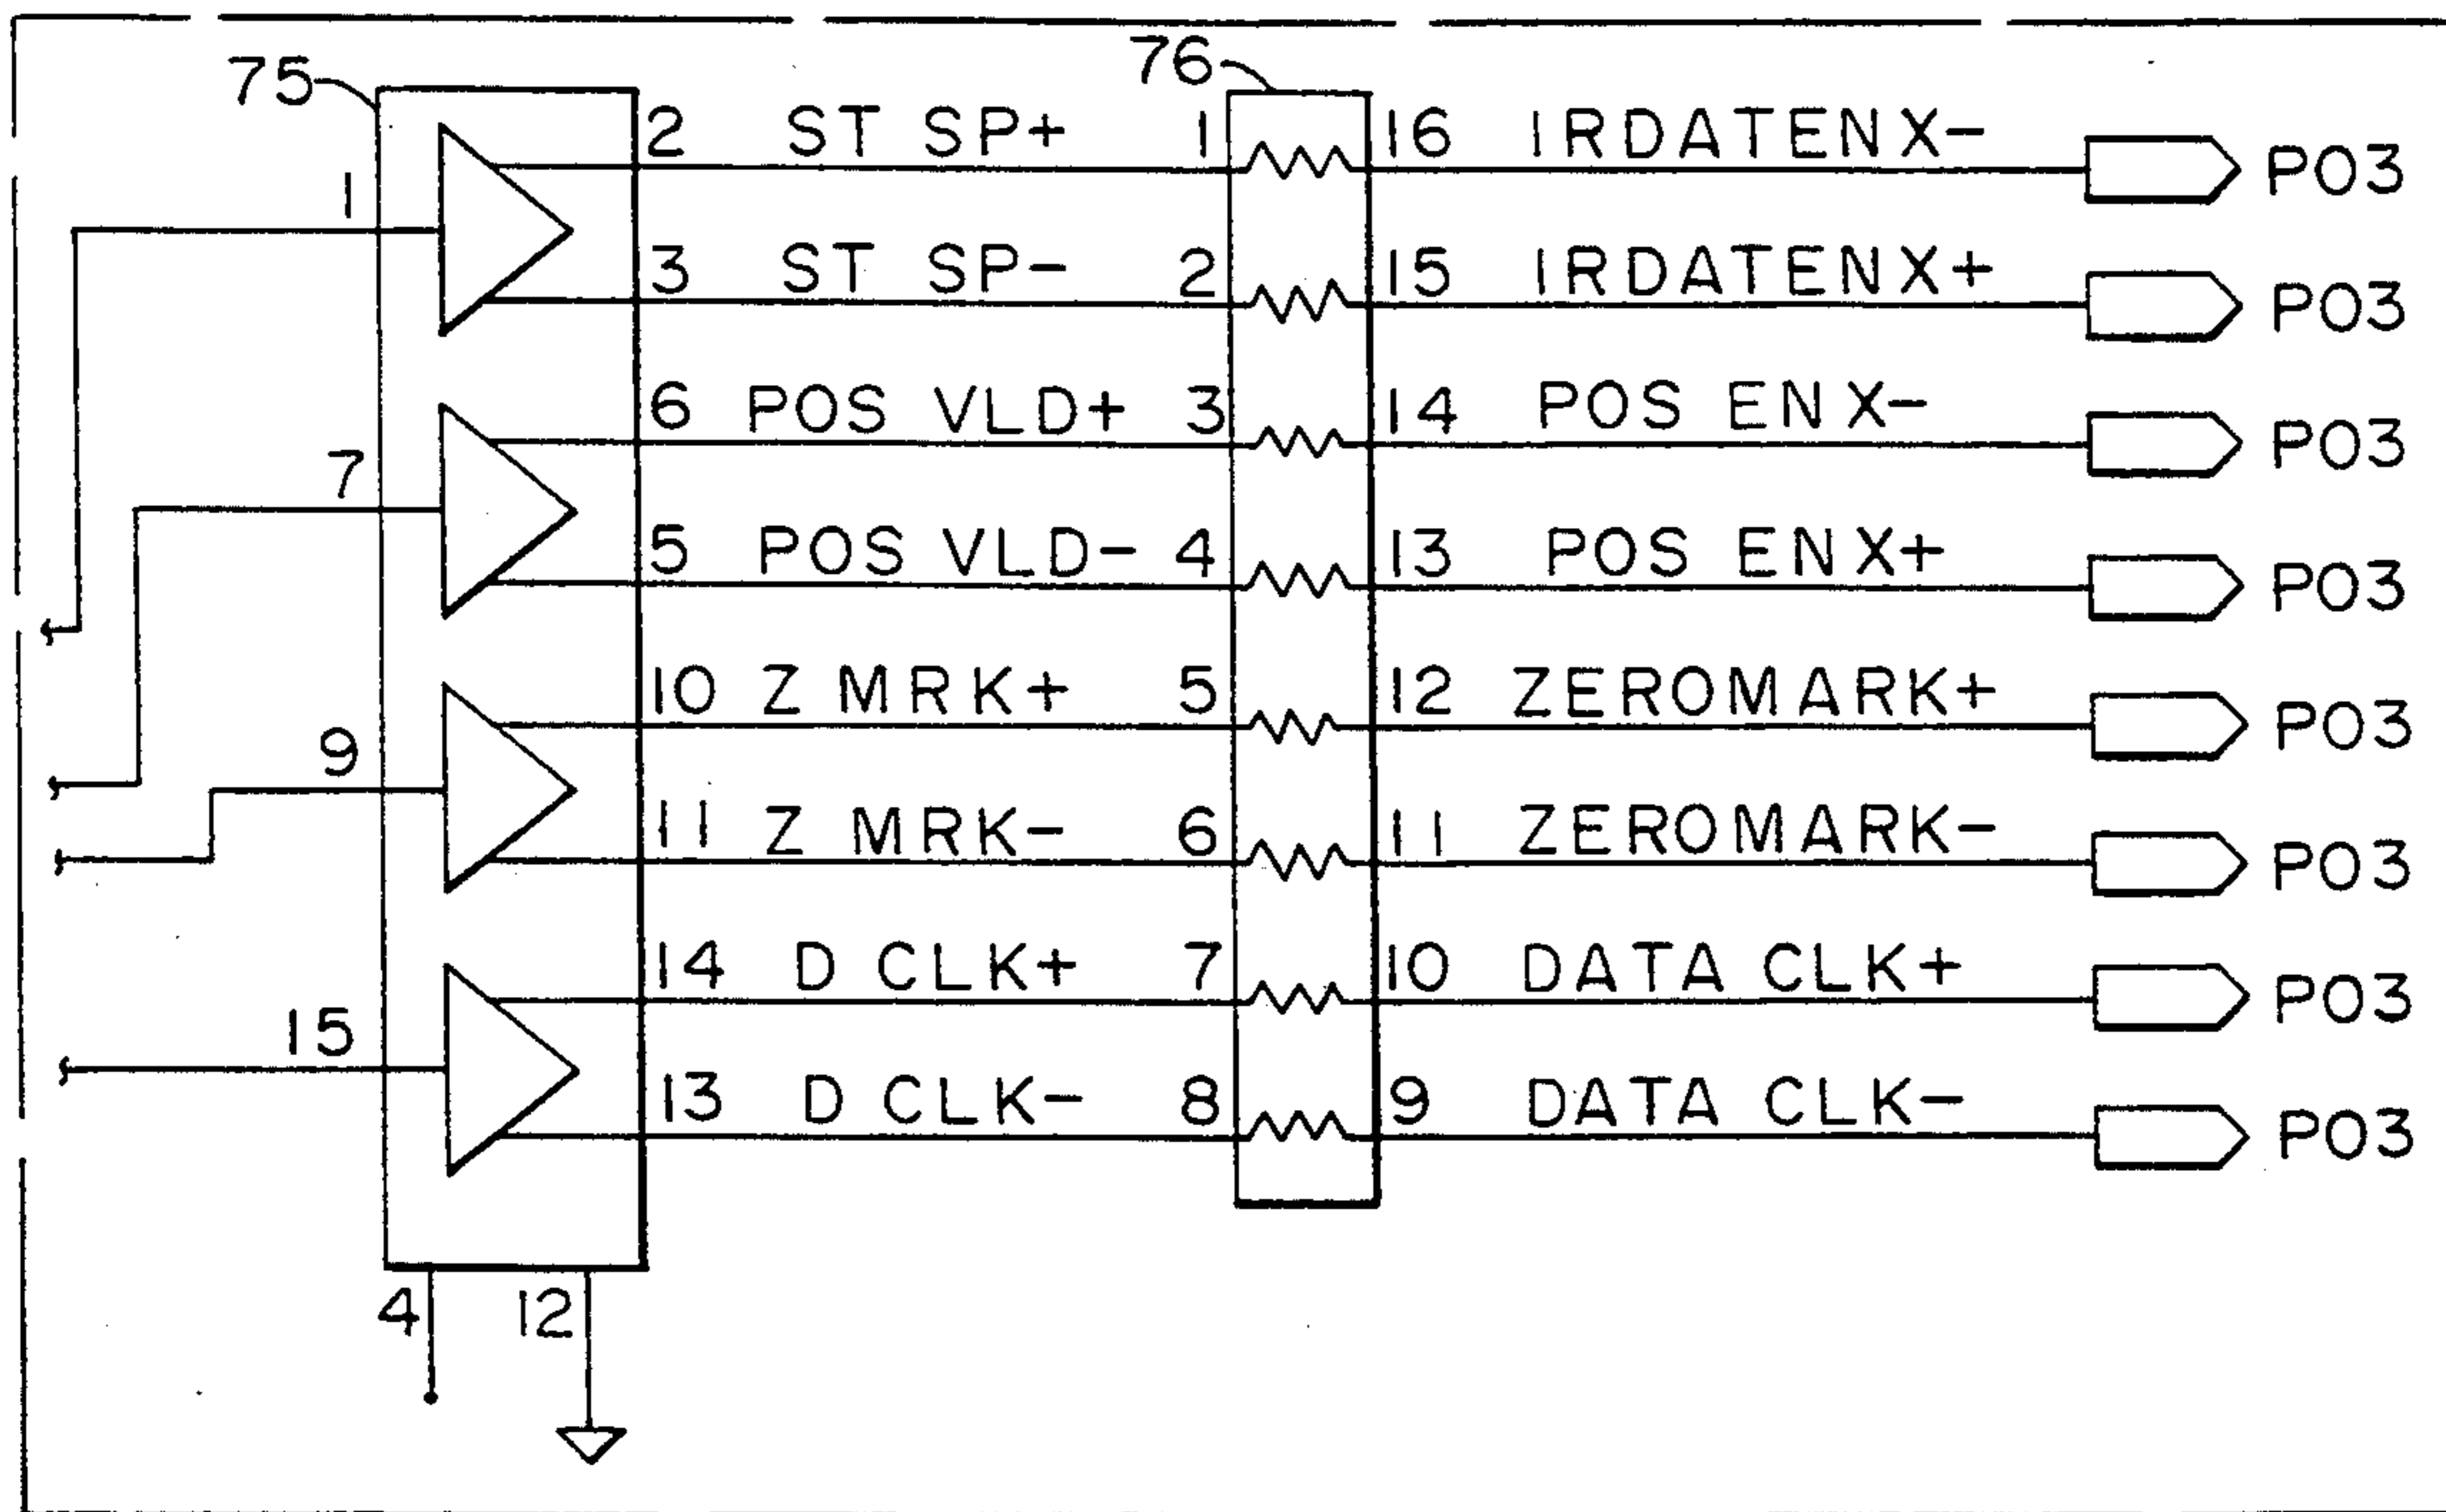 75 76
2 ST SP+ 1 16 IRDATENX- P03
1
3 ST SP- 2 15 IRDATENX+ P03
6 POS VLD+ 3 14 POS ENX- P03
7
5 POS VLD- 4 13 POS ENX+ P03
10 Z MRK+ 5 12 ZEROMARK+ P03
9
11 Z MRK- 6 11 ZEROMARK- P03
14 D CLK+ 7 10 DATA CLK+ P03
15
13 D CLK- 8 9 DATA CLK- P03
4 12